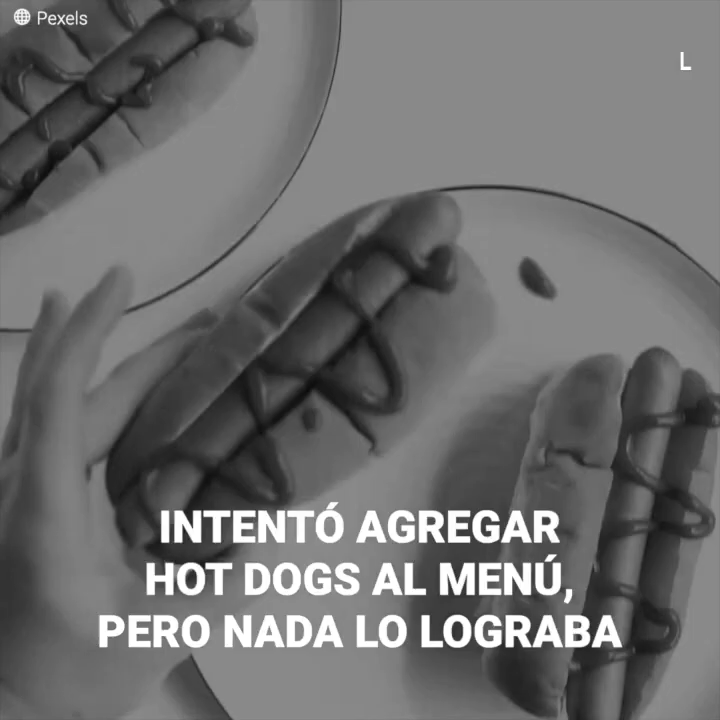 Pexels
L
INTENTÓ AGREGAR
HOT DOGS AL MENÚ,
PERO NADA LO LOGRABA